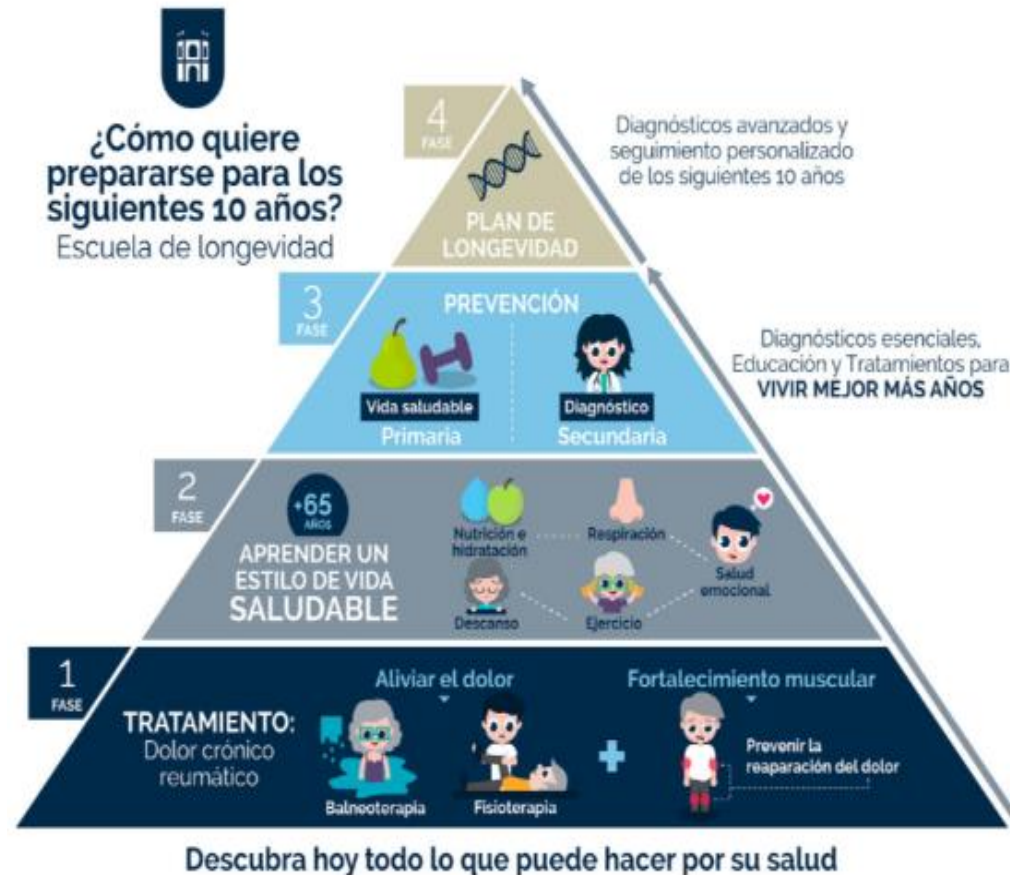 ¿Cómo quiere
prepararse para los
siguientes 10 años?
Escuela de longevidad
4
FASE
PLAN DE
LONGEVIDAD
Diagnósticos avanzados y
seguimiento personalizado
de los siguientes 10 años
3
FASE
PREVENCIÓN
Vida saludable
Primaria
Diagnóstico
Secundaria
Diagnósticos esenciales,
Educación y Tratamientos para
VIVIR MEJOR MÁS AÑOS
2
FASE
+65
AÑOS
APRENDER UN
ESTILO DE VIDA
SALUDABLE
Nutrición e
hidratación
Respiración
Salud
emocional
Descanso
Ejercicio
1
FASE
TRATAMIENTO:
Dolor crónico
reumático
Aliviar el dolor
Balneoterapia
Fisioterapia
+
Fortalecimiento muscular
Prevenir la
reaparación del dolor
Descubra hoy todo lo que puede hacer por su salud